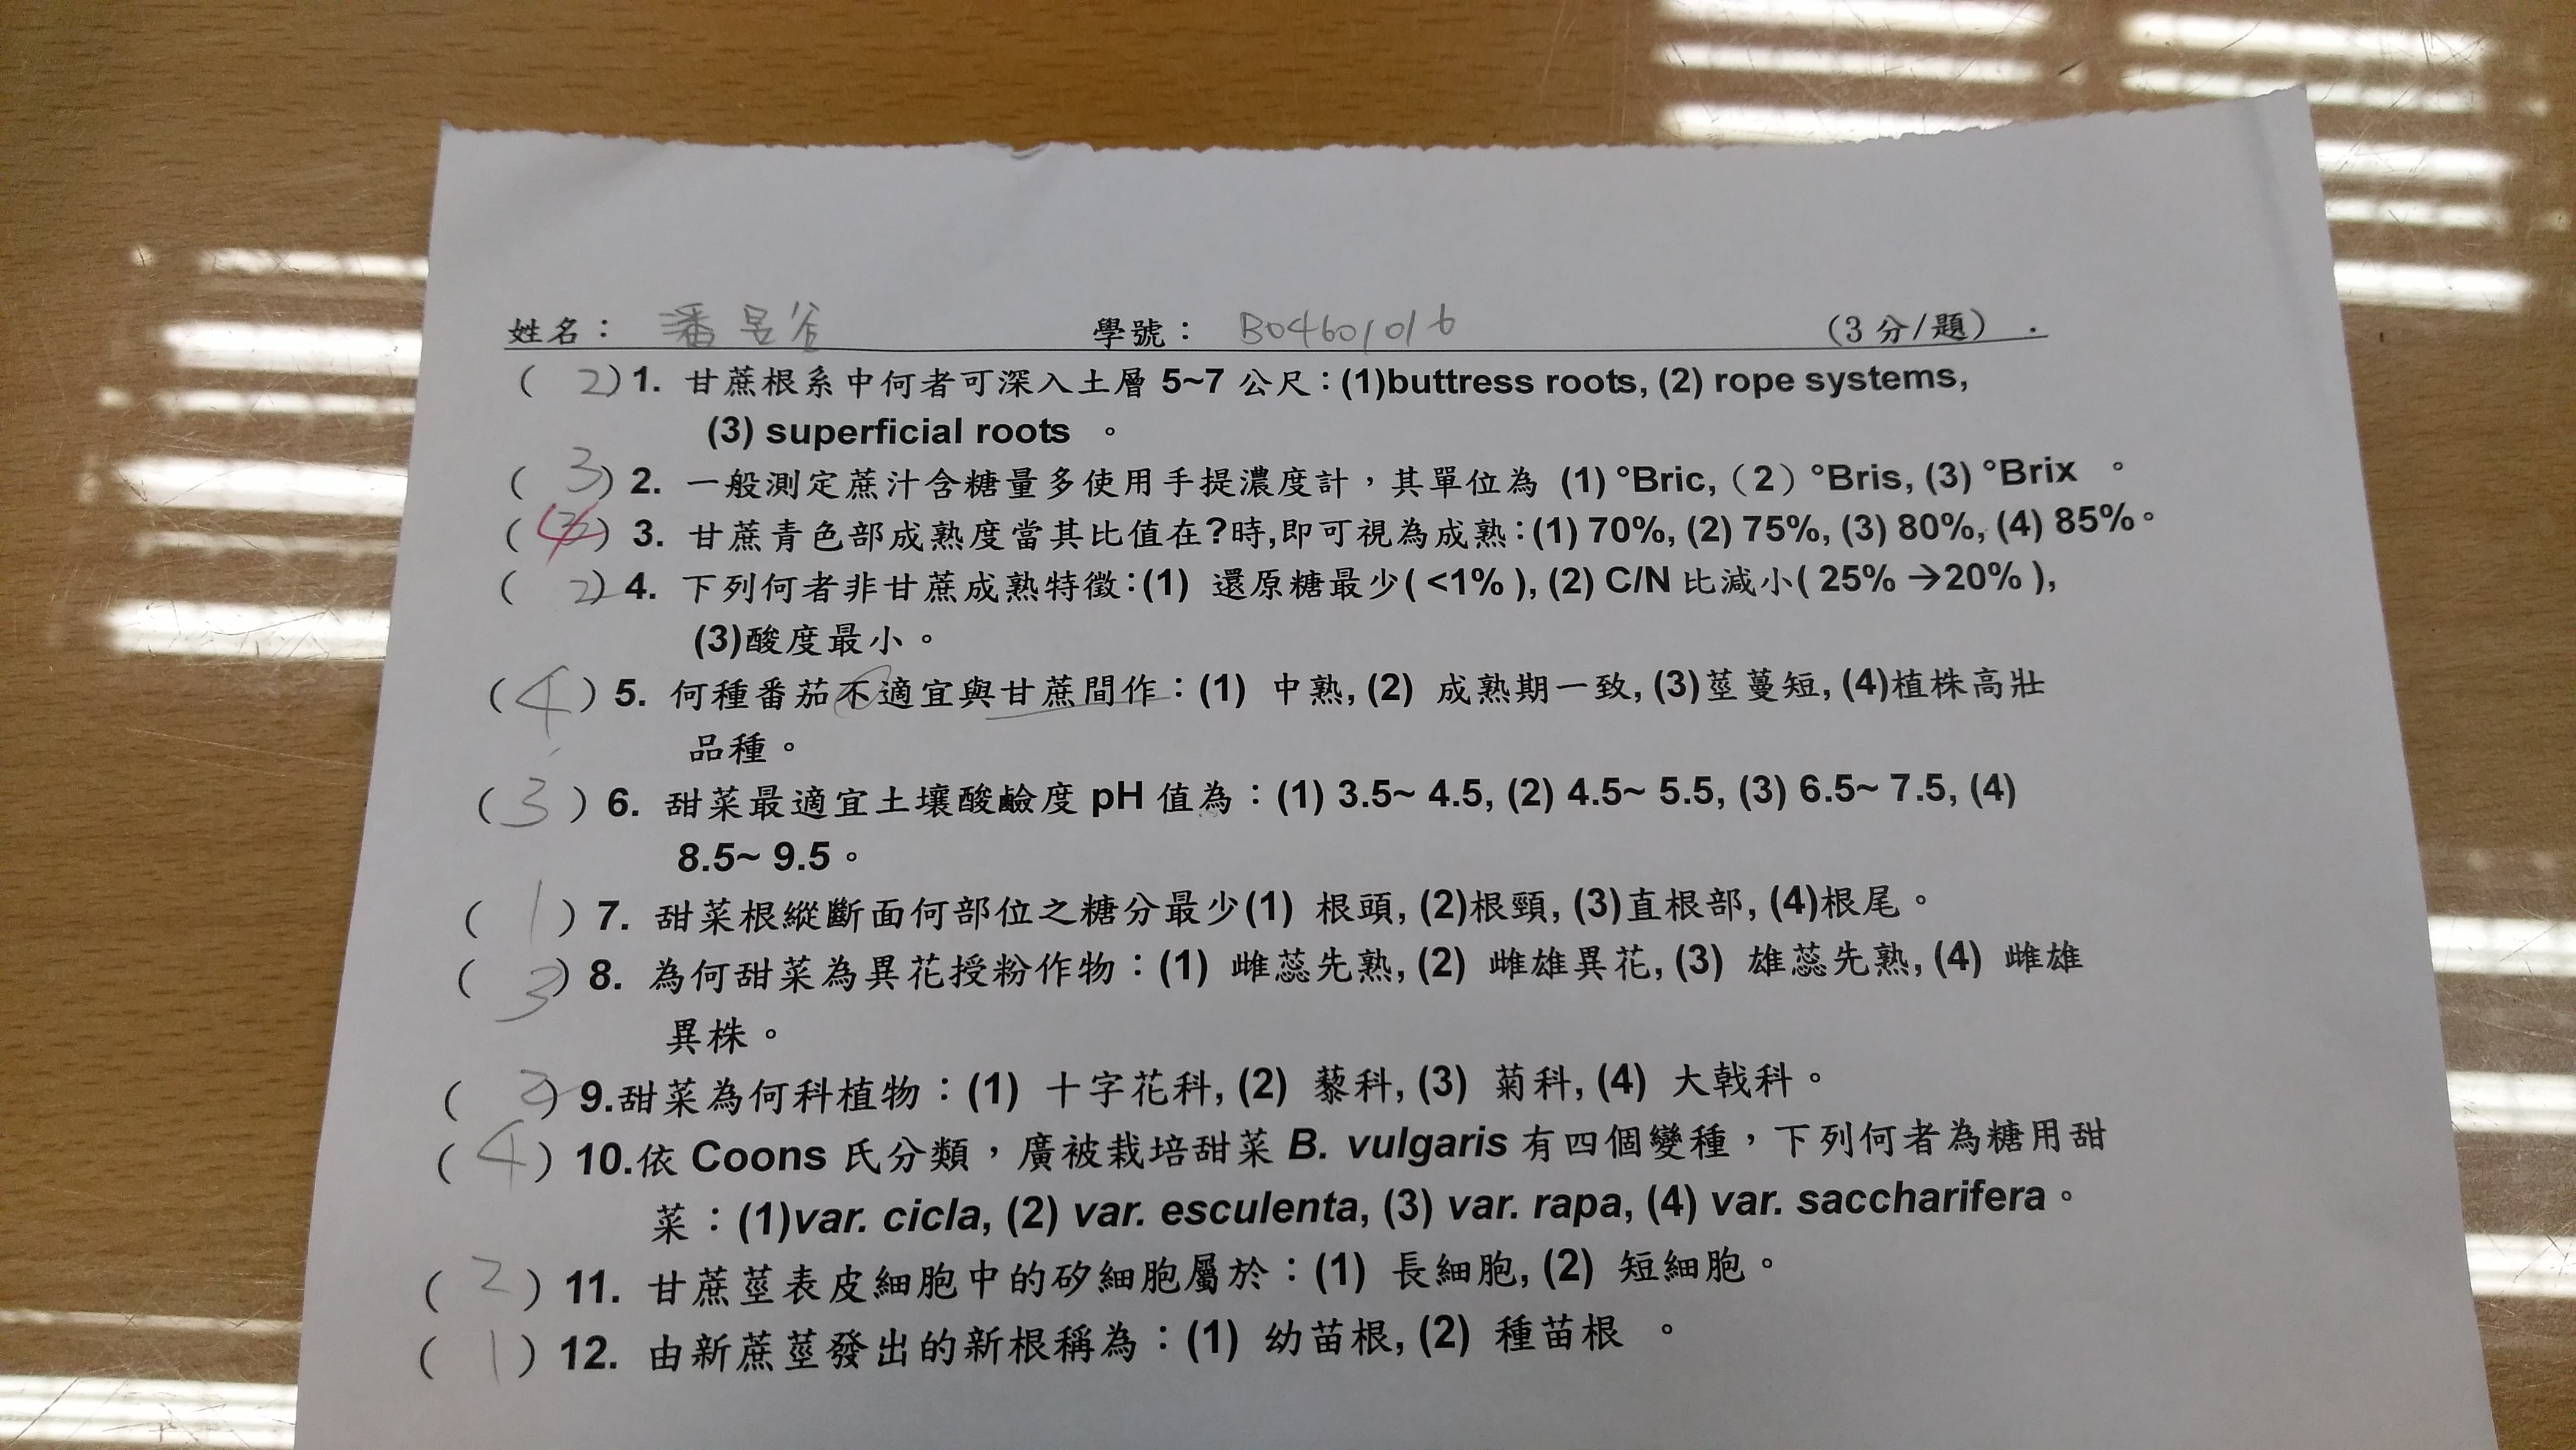 姓名： 潘昱谷 學號： B04601016 (3 分/題) .
( 2 ) 1. 甘蔗根系中何者可深入土層 5~7 公尺：(1)buttress roots, (2) rope systems,
(3) superficial roots 。
( 3 ) 2. 一般測定蔗汁含糖量多使用手提濃度計，其單位為 (1) °Bric, (2) °Bris, (3) °Brix 。
( ) 3. 甘蔗青色部成熟度當其比值在?時,即可視為成熟：(1) 70%, (2) 75%, (3) 80%, (4) 85%。
( 2 ) 4. 下列何者非甘蔗成熟特徵：(1) 還原糖最少( <1% ), (2) C/N 比減小( 25% →20% ),
(3)酸度最小。
( 4 ) 5. 何種番茄不適宜與甘蔗間作：(1) 中熟, (2) 成熟期一致, (3)莖蔓短, (4)植株高壯
品種。
( 3 ) 6. 甜菜最適宜土壤酸鹼度 pH 值為：(1) 3.5~ 4.5, (2) 4.5~ 5.5, (3) 6.5~ 7.5, (4)
8.5~ 9.5。
( 1 ) 7. 甜菜根縱斷面何部位之糖分最少(1) 根頭, (2)根頸, (3)直根部, (4)根尾。
( 3 ) 8. 為何甜菜為異花授粉作物：(1) 雌蕊先熟, (2) 雌雄異花, (3) 雄蕊先熟, (4) 雌雄
異株。
( 2 ) 9.甜菜為何科植物：(1) 十字花科, (2) 藜科, (3) 菊科, (4) 大戟科。
( 4 ) 10.依 Coons 氏分類，廣被栽培甜菜 B. vulgaris 有四個變種，下列何者為糖用甜
菜：(1)var. cicla, (2) var. esculenta, (3) var. rapa, (4) var. saccharifera。
( 2 ) 11. 甘蔗莖表皮細胞中的矽細胞屬於：(1) 長細胞, (2) 短細胞。
( 1 ) 12. 由新蔗莖發出的新根稱為：(1) 幼苗根, (2) 種苗根 。